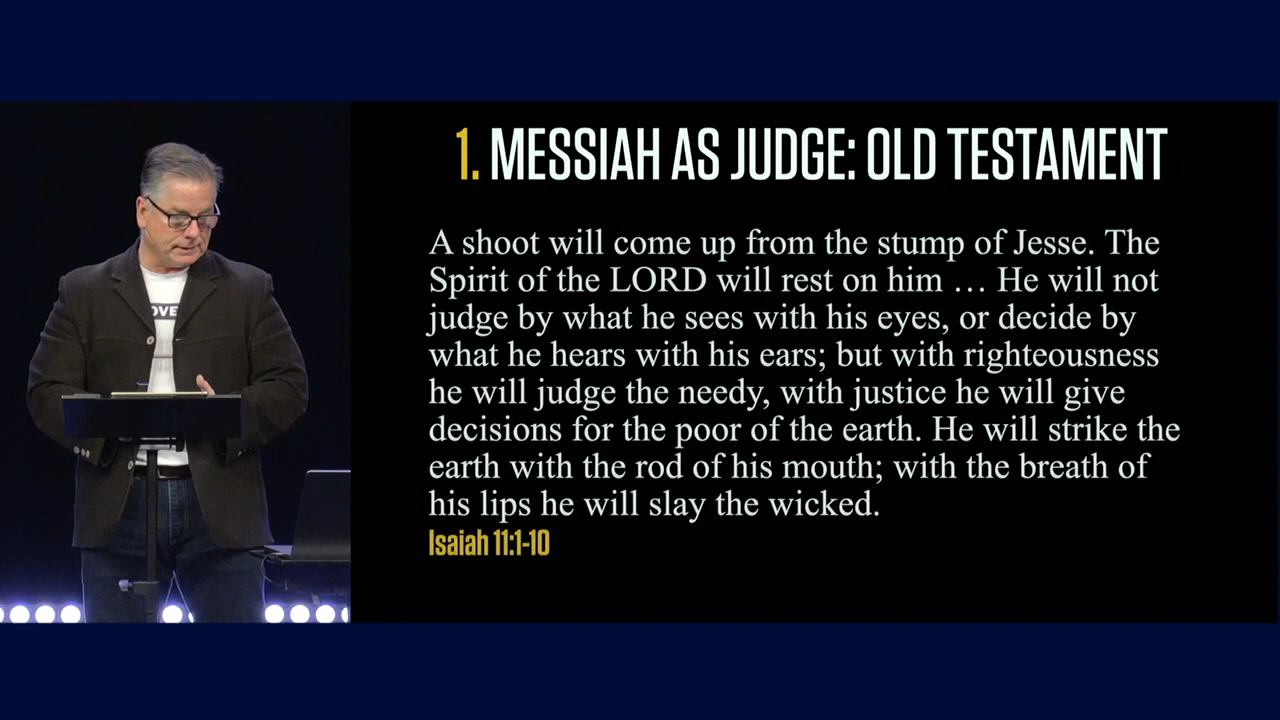 1. MESSIAH AS JUDGE: OLD TESTAMENT
A shoot will come up from the stump of Jesse. The
Spirit of the LORD will rest on him … He will not
judge by what he sees with his eyes, or decide by
what he hears with his ears; but with righteousness
he will judge the needy, with justice he will give
decisions for the poor of the earth. He will strike the
earth with the rod of his mouth; with the breath of
his lips he will slay the wicked.
Isaiah 11:1-10